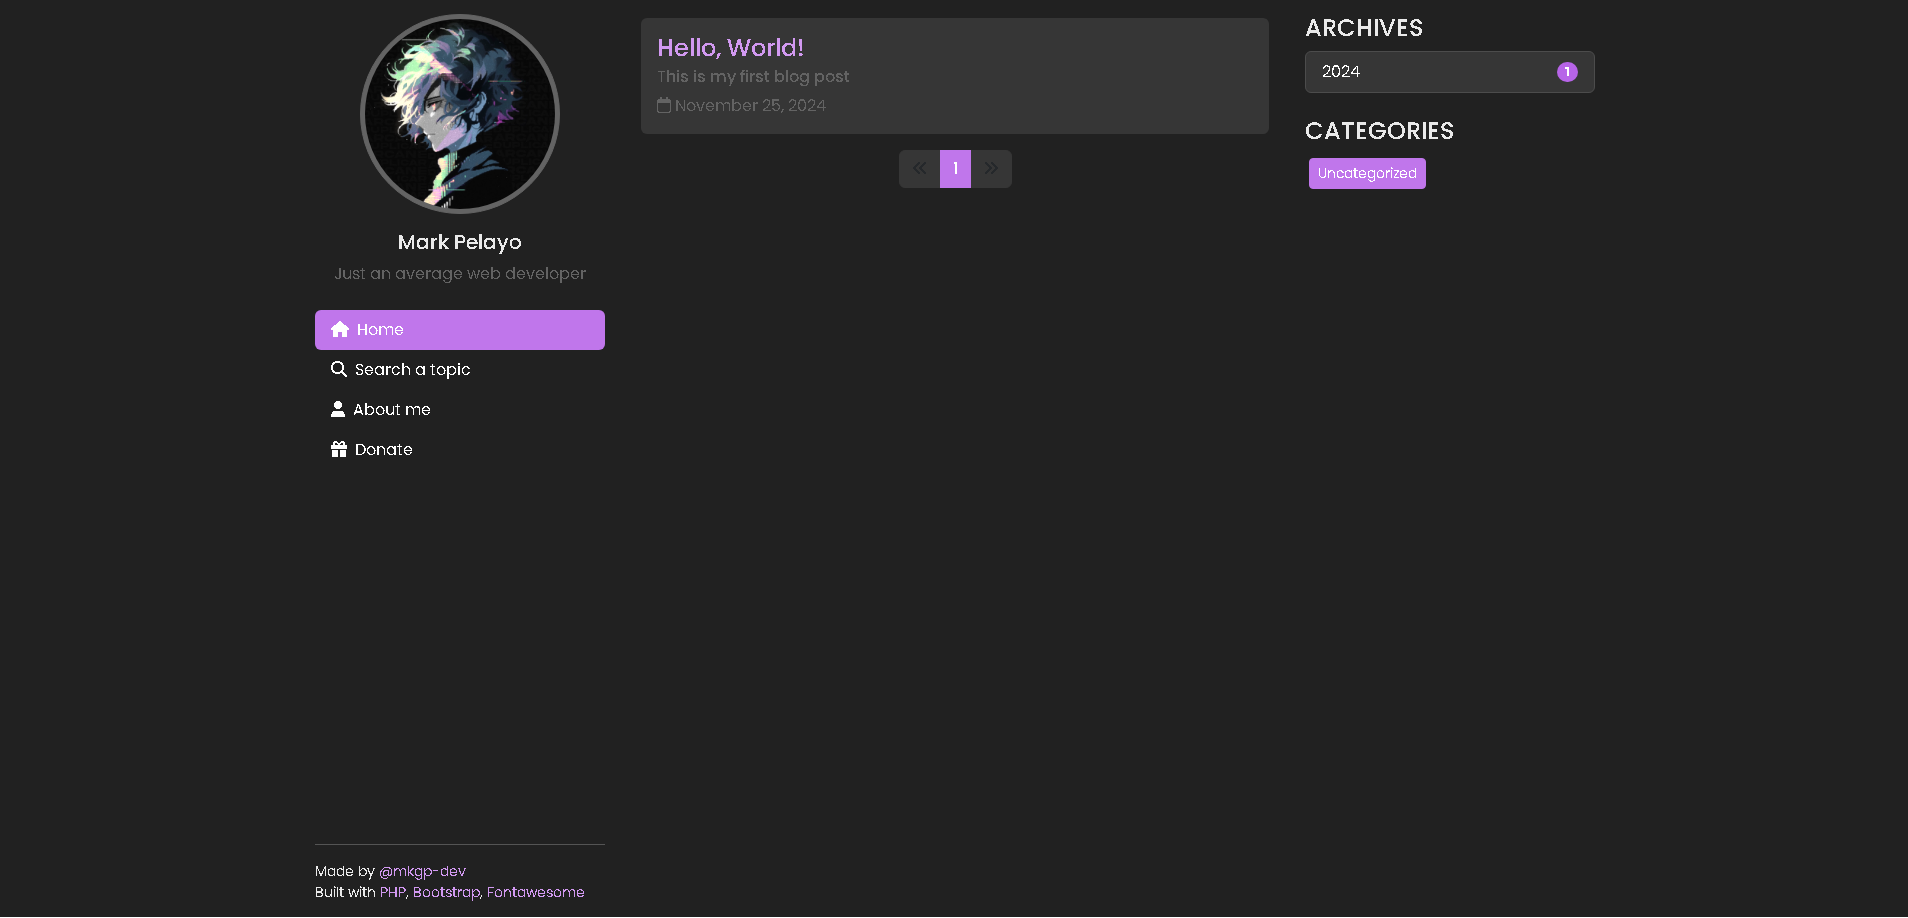 Mark Pelayo
Just an average web developer
Home
Search a topic
About me
Donate
Made by @mkgp-dev
Built with PHP, Bootstrap, Fontawesome
Hello, World!
This is my first blog post
November 25, 2024
« 1 »
ARCHIVES
2024 1
CATEGORIES
Uncategorized